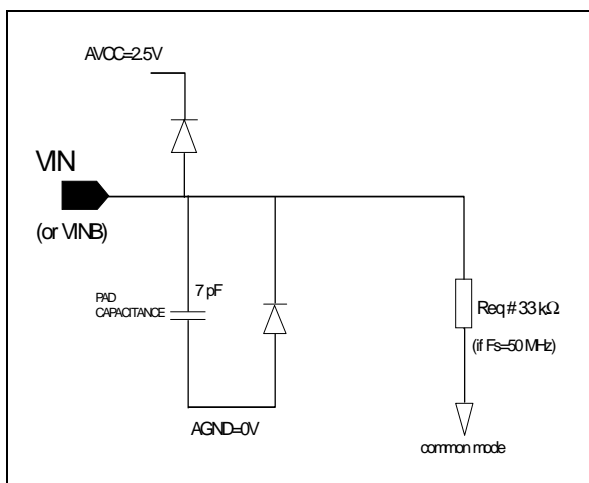 AVCC=2.5V
VIN
(or VINB)
7 pF
PAD
CAPACITANCE
Req # 33 kΩ
(if Fs=50 MHz)
AGND=0V
common mode